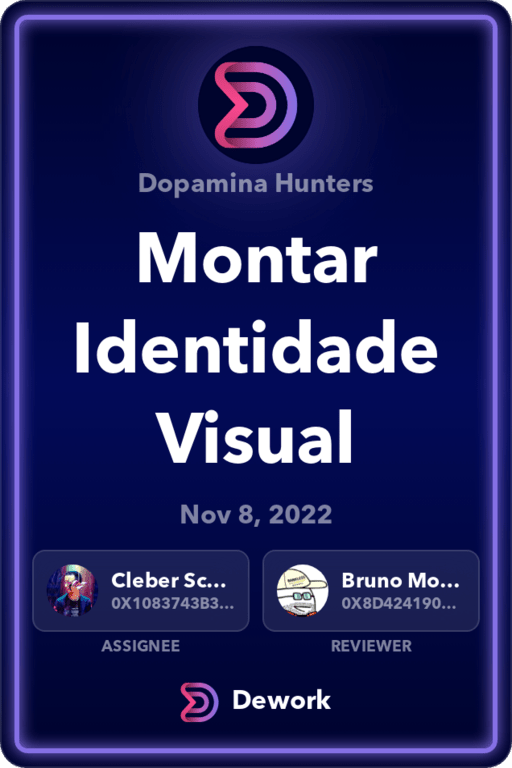 Dopamina Hunters
Montar
Identidade
Visual
Nov 8, 2022
Cleber Sc...
0X1083743B3...
ASSIGNEE
Bruno Mo...
0X8D424190...
REVIEWER
Dework